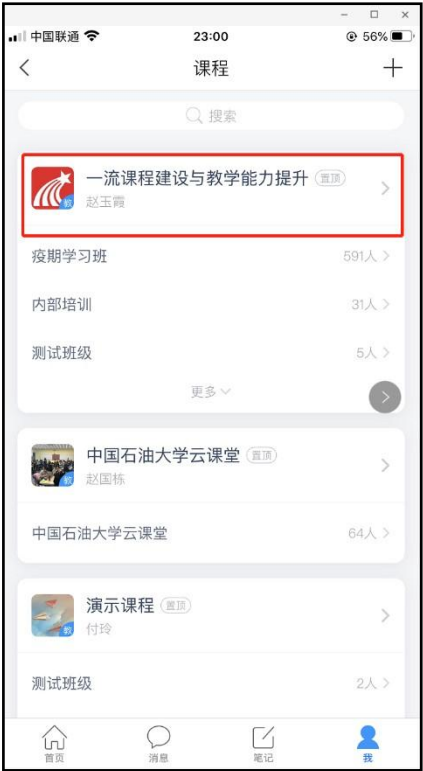 中国联通 23:00 56%
课程
搜索
一流课程建设与教学能力提升 置顶
教 赵玉霞
疫期学习班 591人
内部培训 31人
测试班级 5人
更多
中国石油大学云课堂 置顶
教 赵国栋
中国石油大学云课堂 64人
演示课程 置顶
教 付玲
测试班级 2人
首页 消息 笔记 我